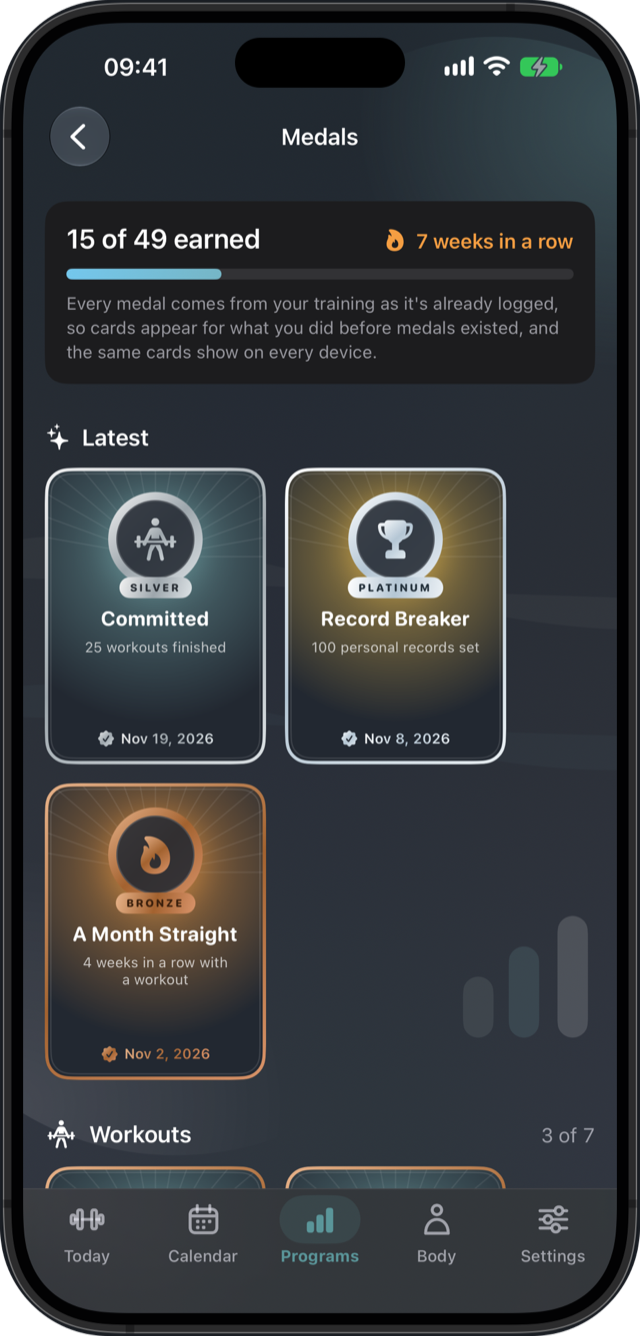 09:41
Medals
15 of 49 earned
7 weeks in a row
Every medal comes from your training as it's already logged,
so cards appear for what you did before medals existed, and
the same cards show on every device.
Latest
SILVER
Committed
25 workouts finished
Nov 19, 2026
PLATINUM
Record Breaker
100 personal records set
Nov 8, 2026
BRONZE
A Month Straight
4 weeks in a row with
a workout
Nov 2, 2026
Workouts
3 of 7
Today
Calendar
Programs
Body
Settings